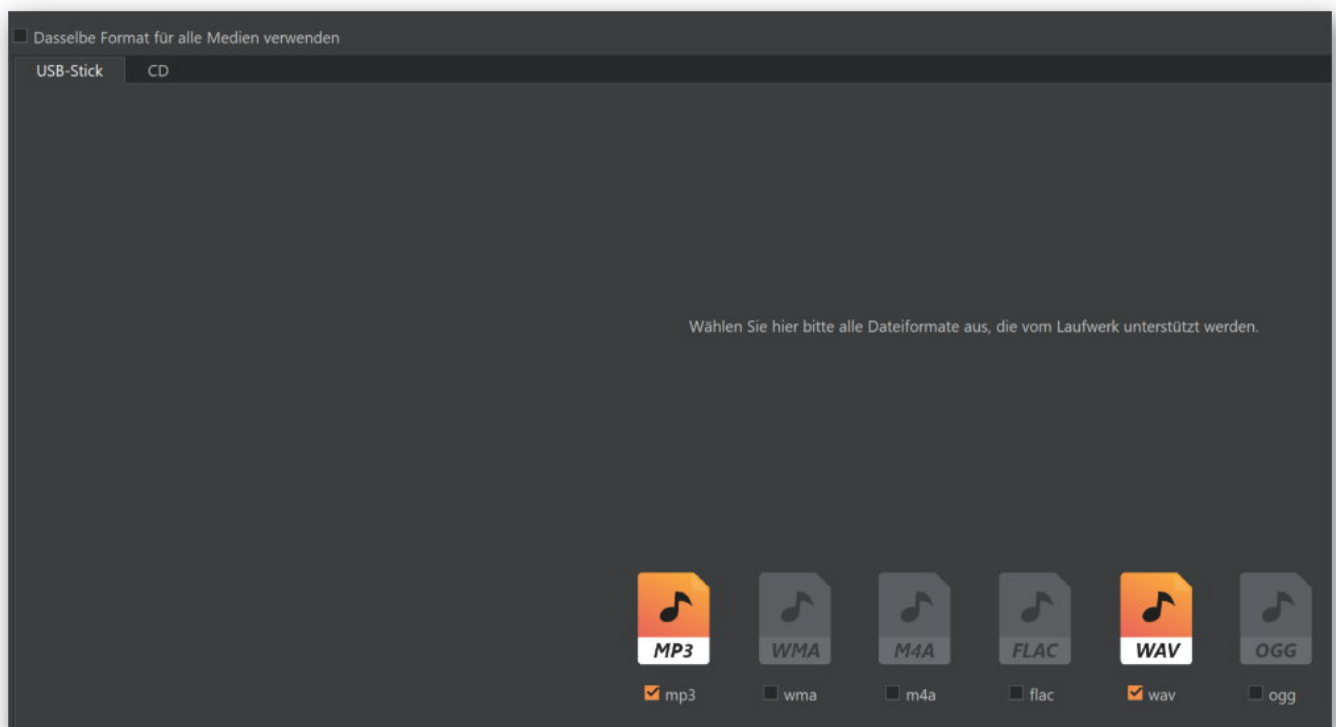 Dasselbe Format für alle Medien verwenden
USB-Stick CD
Wählen Sie hier bitte alle Dateiformate aus, die vom Laufwerk unterstützt werden.
MP3 WMA M4A FLAC WAV OGG
mp3 wma m4a flac wav ogg